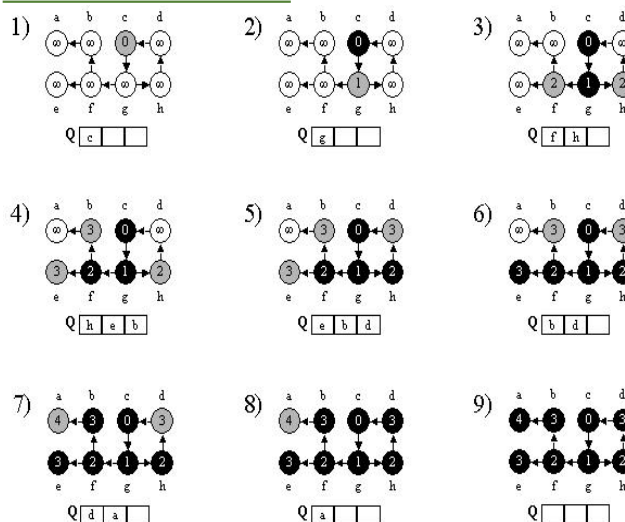 a b c d a b c d a b c d
1) ∞ ∞ 0 ∞ 2) ∞ ∞ 0 ∞ 3) ∞ ∞ 0 ∞
∞ ∞ ∞ ∞ ∞ ∞ 1 ∞ ∞ 2 1 2
e f g h e f g h e f g h
Q c Q g Q f h
a b c d a b c d a b c d
4) ∞ 3 0 ∞ 5) ∞ 3 0 3 6) ∞ 3 0 3
3 2 1 2 3 2 1 2 3 2 1 2
e f g h e f g h e f g h
Q h e b Q e b d Q b d
a b c d a b c d a b c d
7) 4 3 0 3 8) 4 3 0 3 9) 4 3 0 3
3 2 1 2 3 2 1 2 3 2 1 2
e f g h e f g h e f g h
Q d a Q a Q